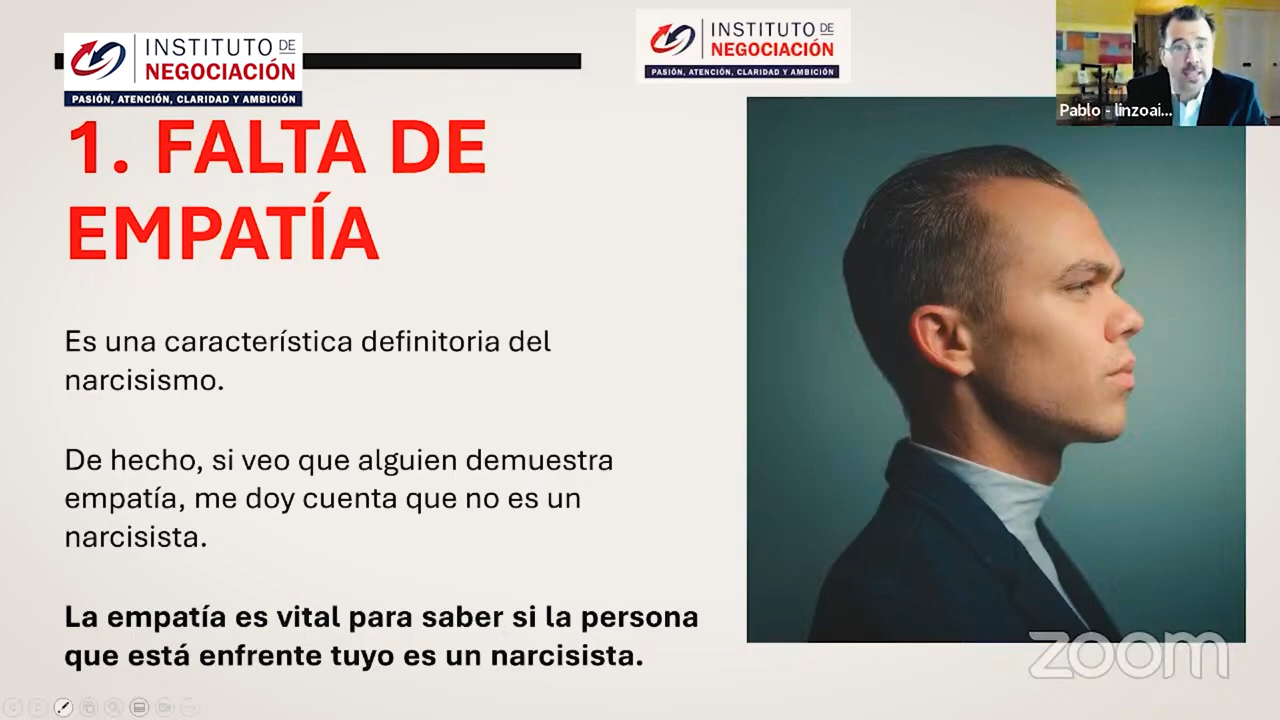 INSTITUTO DE
NEGOCIACIÓN
PASIÓN, ATENCIÓN, CLARIDAD Y AMBICIÓN
INSTITUTO DE
NEGOCIACIÓN
PASIÓN, ATENCIÓN, CLARIDAD Y AMBICIÓN
Pablo - linzoai...
1. FALTA DE
EMPATÍA
Es una característica definitoria del
narcisismo.
De hecho, si veo que alguien demuestra
empatía, me doy cuenta que no es un
narcisista.
La empatía es vital para saber si la persona
que está enfrente tuyo es un narcisista.
zoom